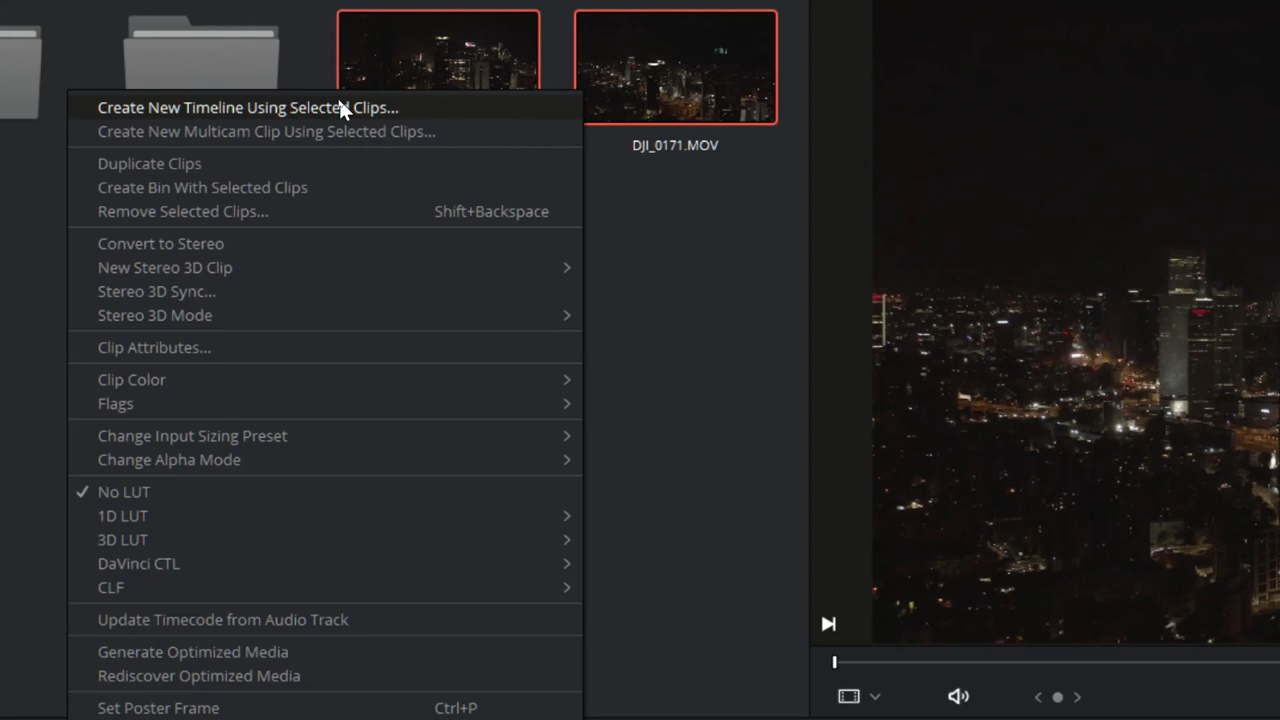 Create New Timeline Using Selected Clips...
DJI_0171.MOV
Create New Multicam Clip Using Selected Clips...
Duplicate Clips
Create Bin With Selected Clips
Remove Selected Clips... Shift+Backspace
Convert to Stereo
New Stereo 3D Clip
Stereo 3D Sync...
Stereo 3D Mode
Clip Attributes...
Clip Color
Flags
Change Input Sizing Preset
Change Alpha Mode
No LUT
1D LUT
3D LUT
DaVinci CTL
CLF
Update Timecode from Audio Track
Generate Optimized Media
Rediscover Optimized Media
Set Poster Frame Ctrl+P